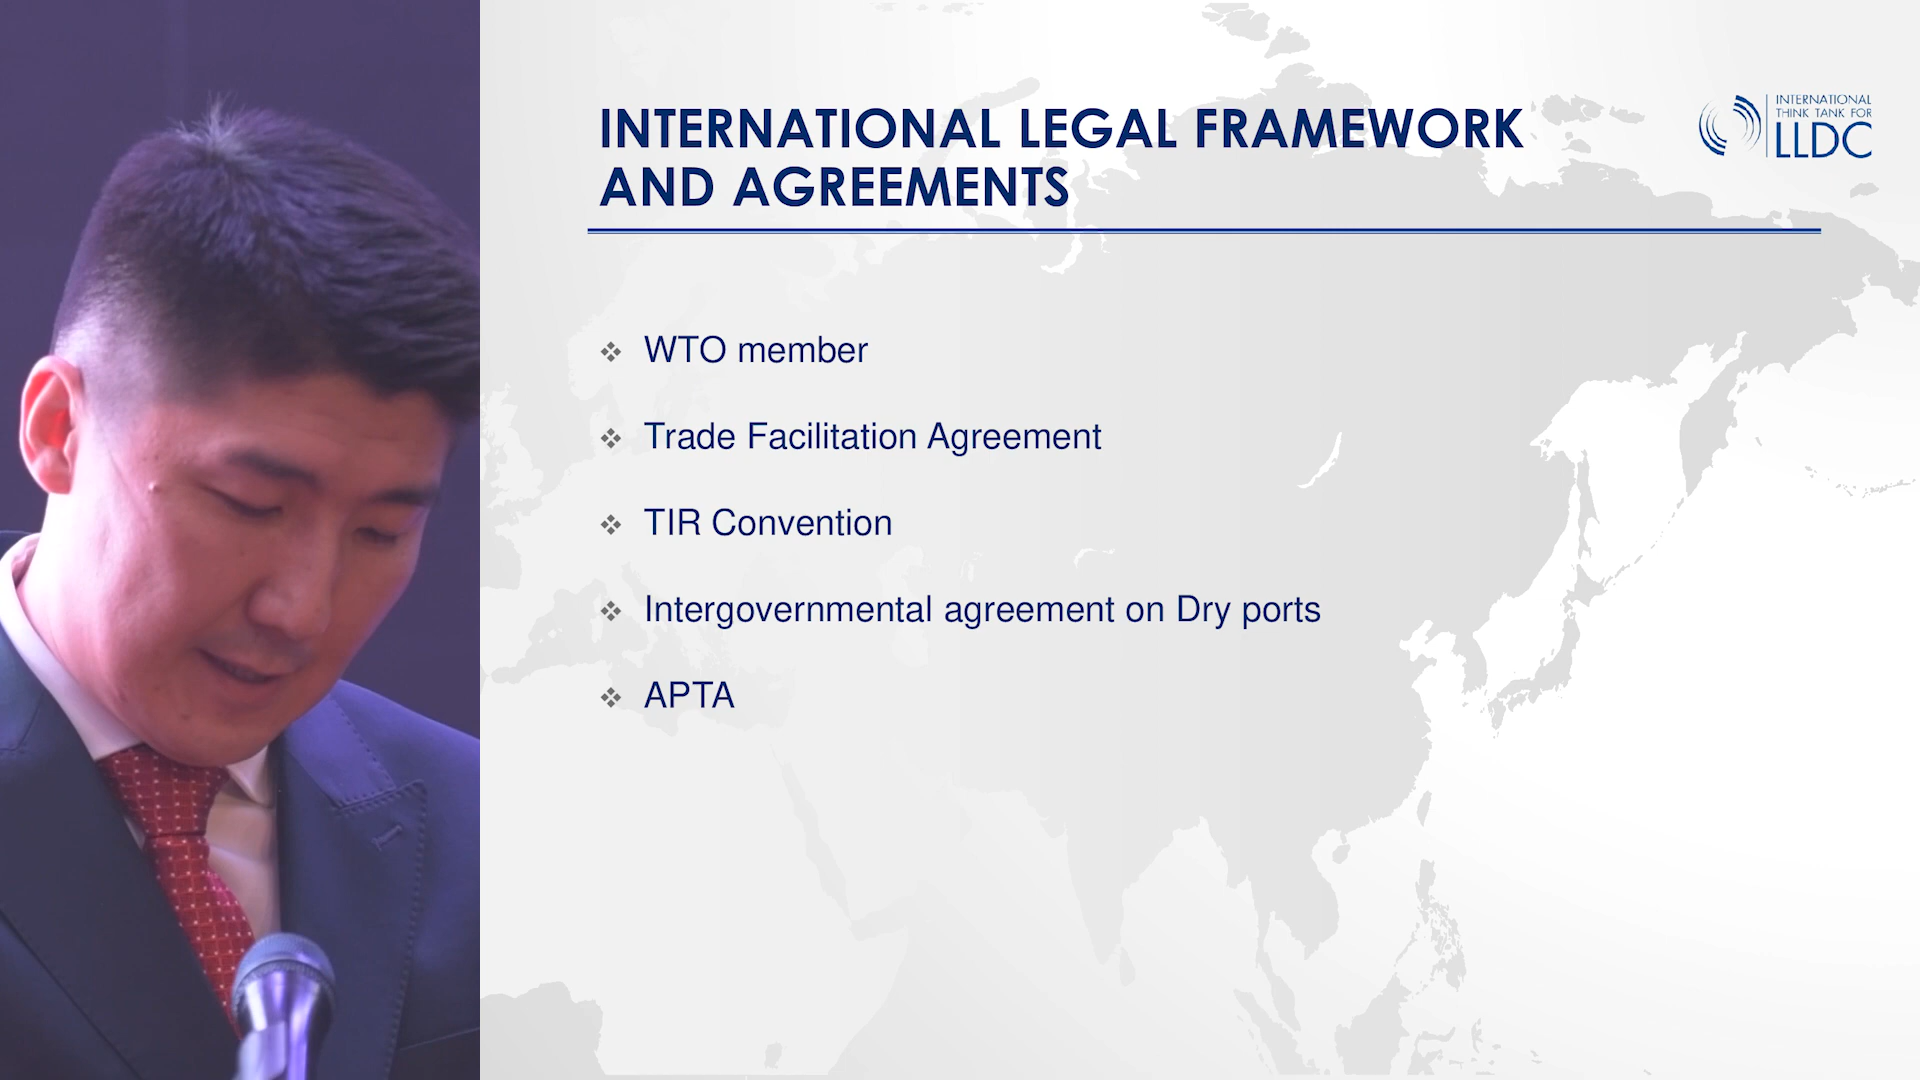 INTERNATIONAL LEGAL FRAMEWORK
AND AGREEMENTS
INTERNATIONAL
THINK TANK FOR
LLDC
WTO member
Trade Facilitation Agreement
TIR Convention
Intergovernmental agreement on Dry ports
APTA